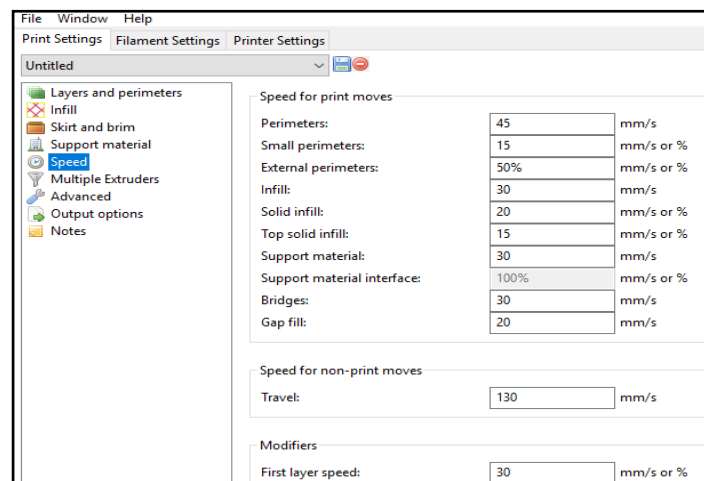 File Window Help
Print Settings Filament Settings Printer Settings
Untitled
Layers and perimeters
Infill
Skirt and brim
Support material
Speed
Multiple Extruders
Advanced
Output options
Notes
Speed for print moves
Perimeters: 45 mm/s
Small perimeters: 15 mm/s or %
External perimeters: 50% mm/s or %
Infill: 30 mm/s
Solid infill: 20 mm/s or %
Top solid infill: 15 mm/s or %
Support material: 30 mm/s
Support material interface: 100% mm/s or %
Bridges: 30 mm/s
Gap fill: 20 mm/s
Speed for non-print moves
Travel: 130 mm/s
Modifiers
First layer speed: 30 mm/s or %